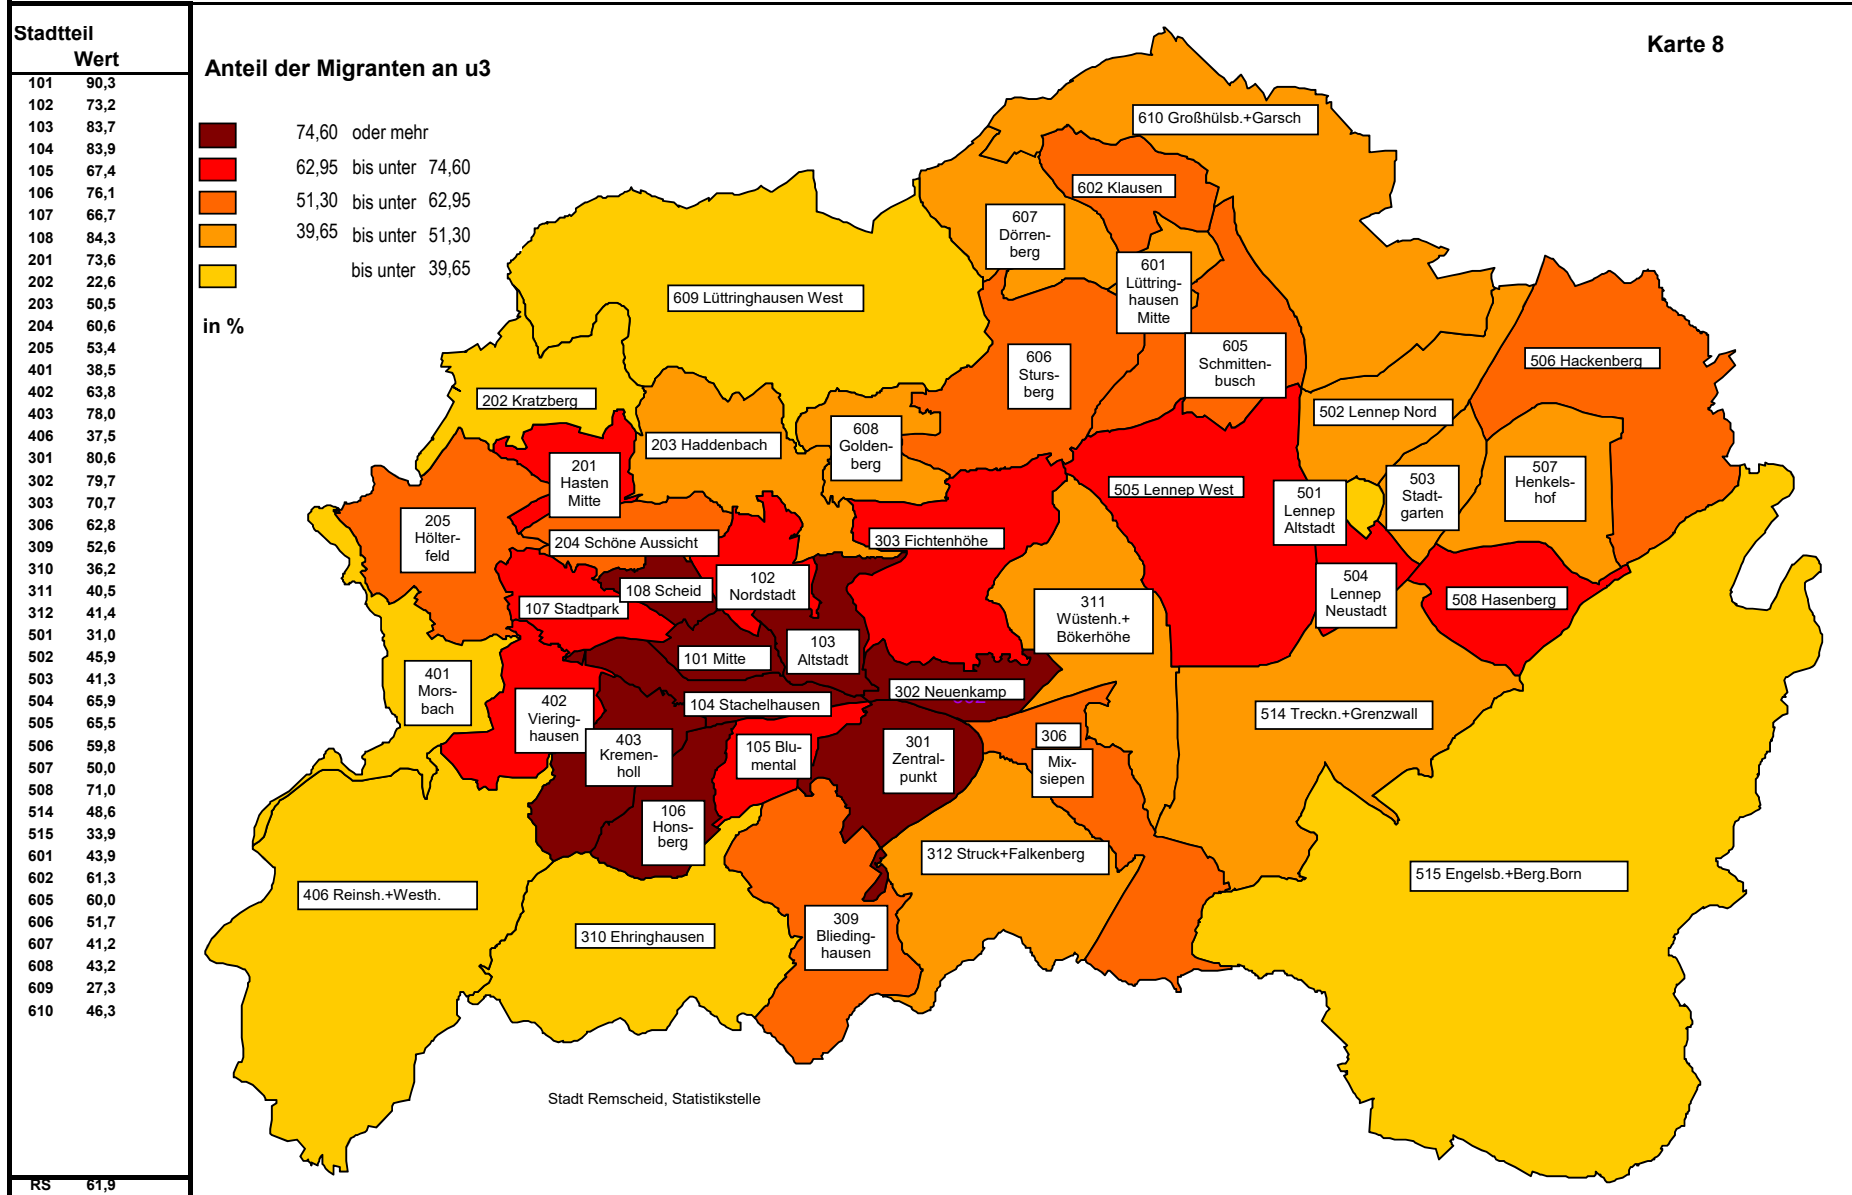 Stadtteil
Wert
101 90,3
102 73,2
103 83,7
104 83,9
105 67,4
106 76,1
107 66,7
108 84,3
201 73,6
202 22,6
203 50,5
204 60,6
205 53,4
401 38,5
402 63,8
403 78,0
406 37,5
301 80,6
302 79,7
303 70,7
306 62,8
309 52,6
310 36,2
311 40,5
312 41,4
501 31,0
502 45,9
503 41,3
504 65,9
505 65,5
506 59,8
507 50,0
508 71,0
514 48,6
515 33,9
601 43,9
602 61,3
605 60,0
606 51,7
607 41,2
608 43,2
609 27,3
610 46,3
RS 61,9
Karte 8
Anteil der Migranten an u3
74,60 oder mehr
62,95 bis unter 74,60
51,30 bis unter 62,95
39,65 bis unter 51,30
bis unter 39,65
in %
610 Großhülsb.+Garsch
602 Klausen
607
Dörren-
berg
601
Lüttring-
hausen
Mitte
609 Lüttringhausen West
605
Schmitten-
busch
606
Sturs-
berg
506 Hackenberg
202 Kratzberg
502 Lennep Nord
203 Haddenbach
608
Golden-
berg
201
Hasten
Mitte
507
Henkels-
hof
503
Stadt-
garten
505 Lennep West
501
Lennep
Altstadt
205
Hölter-
feld
204 Schöne Aussicht
303 Fichtenhöhe
102
Nordstadt
504
Lennep
Neustadt
108 Scheid
107 Stadtpark
508 Hasenberg
311
Wüstenh.+
Bökerhöhe
103
Altstadt
101 Mitte
401
Mors-
bach
302 Neuenkamp
402
Viering-
hausen
104 Stachelhausen
514 Treckn.+Grenzwall
403
Kremen-
holl
105 Blu-
mental
301
Zentral-
punkt
306
Mix-
siepen
106
Hons-
berg
312 Struck+Falkenberg
515 Engelsb.+Berg.Born
406 Reinsh.+Westh.
309
Blieding-
hausen
310 Ehringhausen
Stadt Remscheid, Statistikstelle